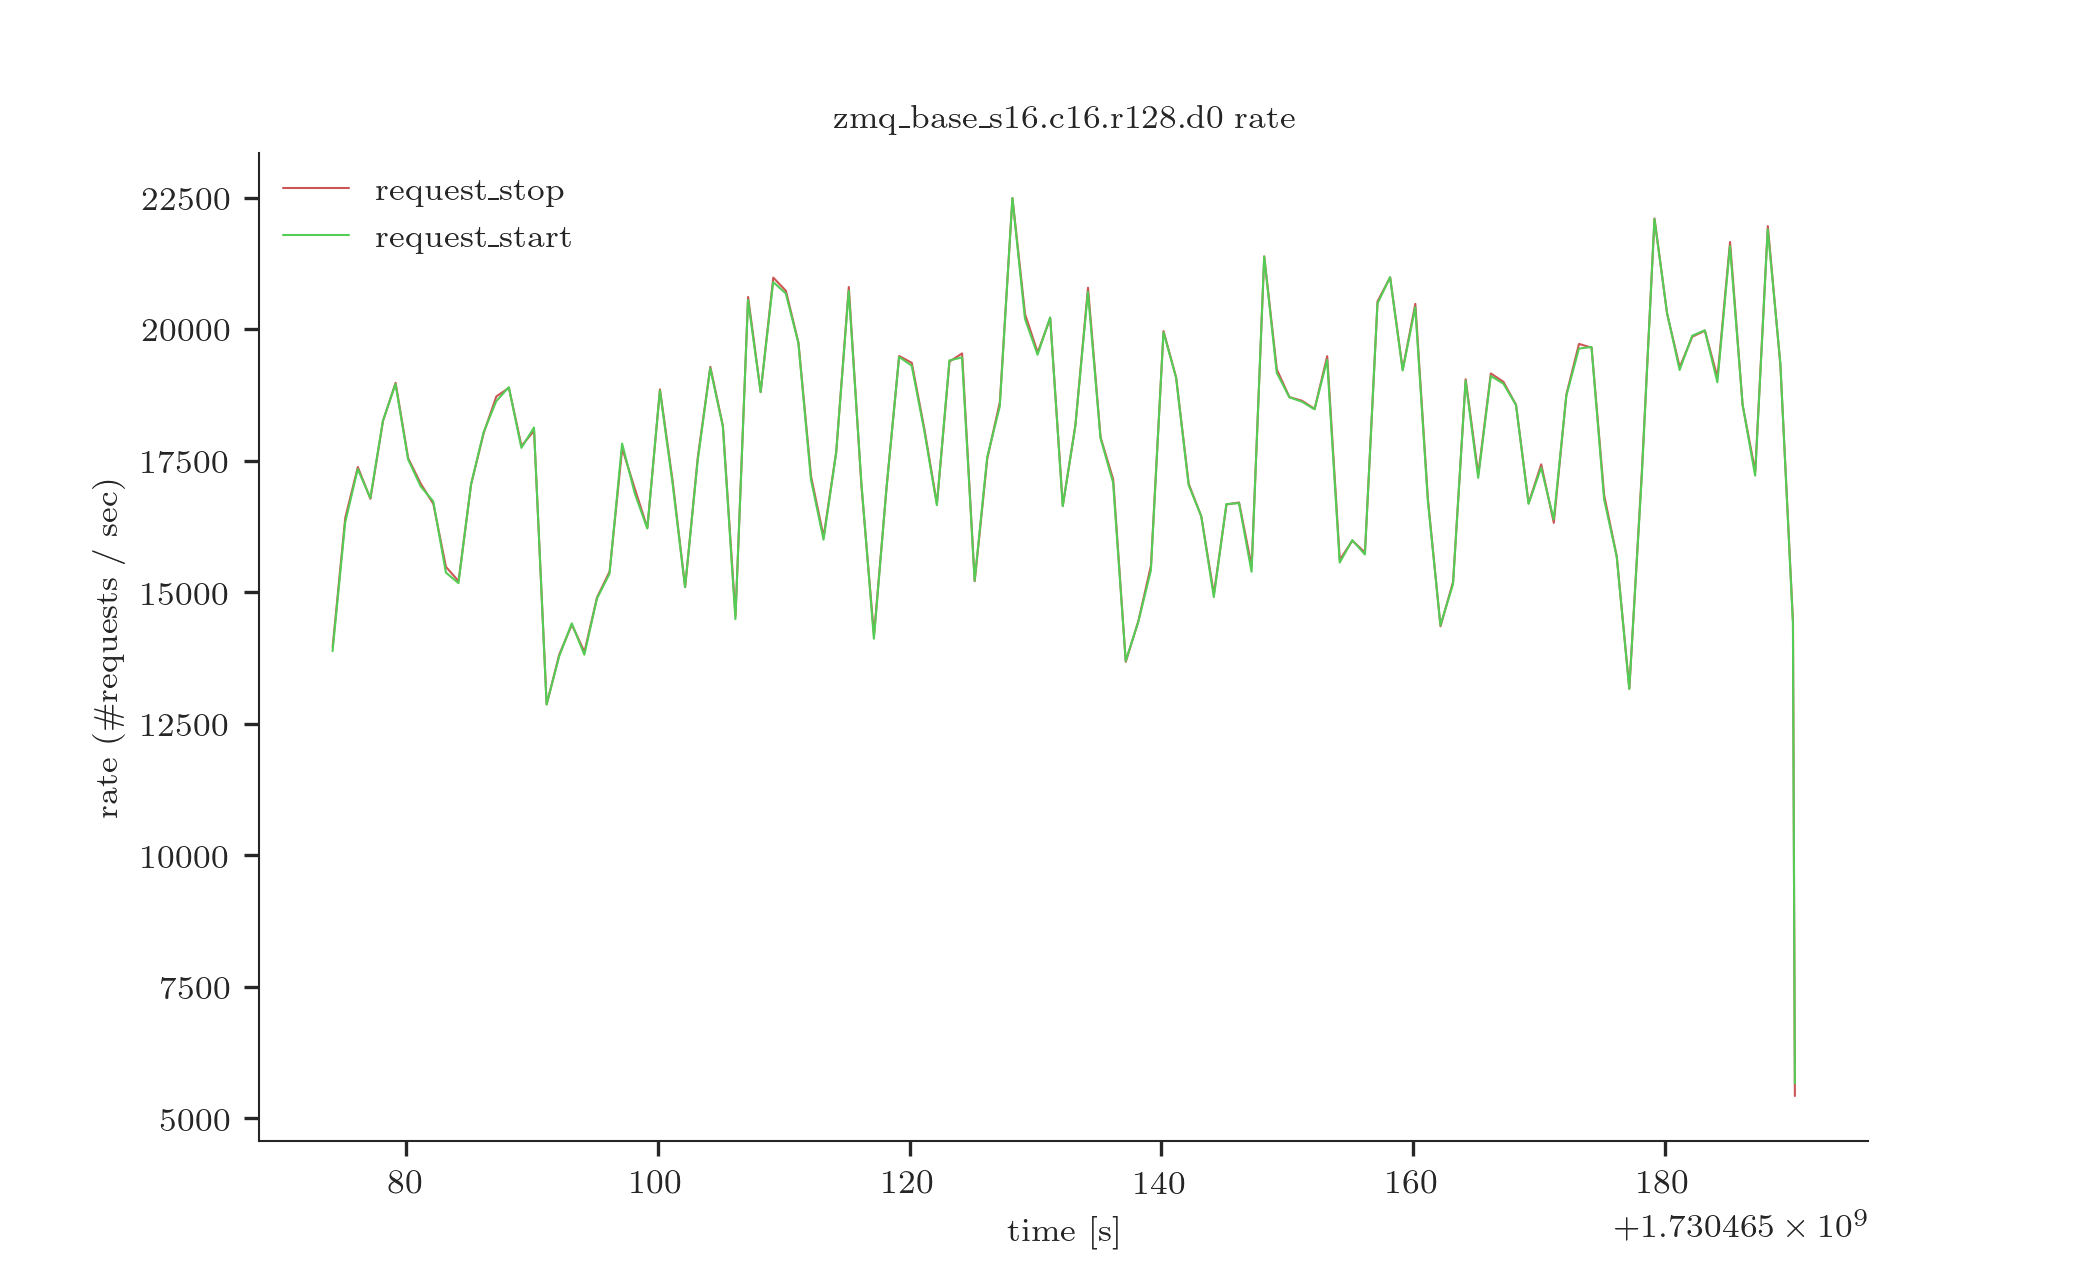 zmq_base_s16.c16.r128.d0 rate
request_stop
request_start
rate (#requests / sec)
22500
20000
17500
15000
12500
10000
7500
5000
80 100 120 140 160 180
time [s]
+1.730465 × 10⁹